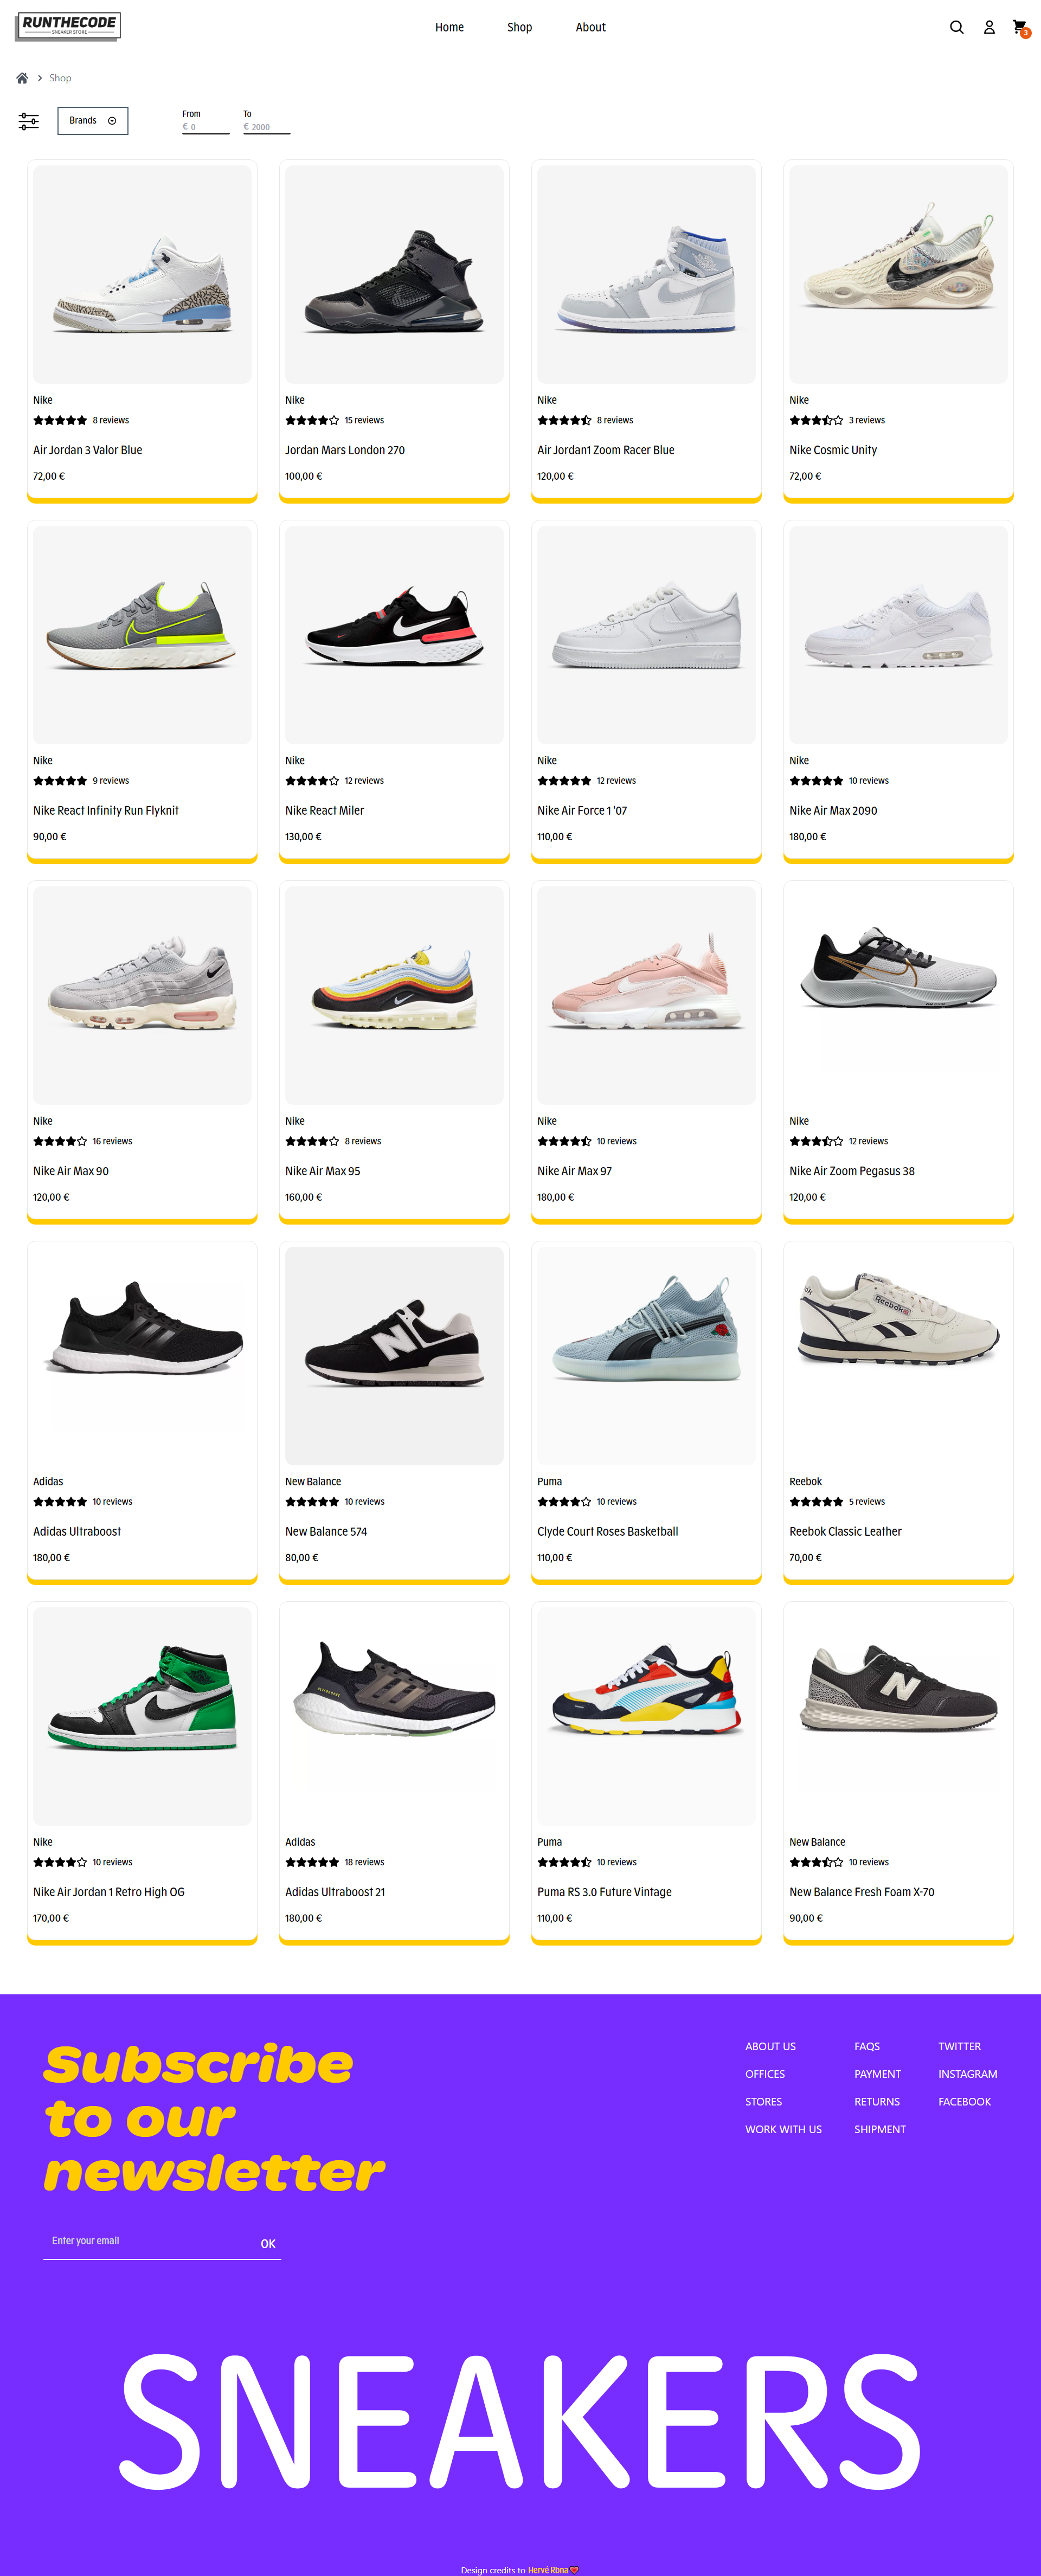 RUNTHECODE
SNEAKER STORE
Home
Shop
About
3
Shop
Brands
From
€ 0
To
€ 2000
Nike
8 reviews
Air Jordan 3 Valor Blue
72,00 €
Nike
15 reviews
Jordan Mars London 270
100,00 €
Nike
8 reviews
Air Jordan1 Zoom Racer Blue
120,00 €
Nike
3 reviews
Nike Cosmic Unity
72,00 €
Nike
9 reviews
Nike React Infinity Run Flyknit
90,00 €
Nike
12 reviews
Nike React Miler
130,00 €
Nike
12 reviews
Nike Air Force 1 '07
110,00 €
Nike
10 reviews
Nike Air Max 2090
180,00 €
Nike
16 reviews
Nike Air Max 90
120,00 €
Nike
8 reviews
Nike Air Max 95
160,00 €
Nike
10 reviews
Nike Air Max 97
180,00 €
Nike
12 reviews
Nike Air Zoom Pegasus 38
120,00 €
Adidas
10 reviews
Adidas Ultraboost
180,00 €
N
New Balance
10 reviews
New Balance 574
80,00 €
Puma
10 reviews
Clyde Court Roses Basketball
110,00 €
Reebok
Reebok
5 reviews
Reebok Classic Leather
70,00 €
Nike
10 reviews
Nike Air Jordan 1 Retro High OG
170,00 €
Adidas
18 reviews
Adidas Ultraboost 21
180,00 €
Puma
10 reviews
Puma RS 3.0 Future Vintage
110,00 €
N
New Balance
10 reviews
New Balance Fresh Foam X-70
90,00 €
Subscribe
to our
newsletter
Enter your email
OK
ABOUT US
OFFICES
STORES
WORK WITH US
FAQS
PAYMENT
RETURNS
SHIPMENT
TWITTER
INSTAGRAM
FACEBOOK
SNEAKERS
Design credits to Hervé Rbna